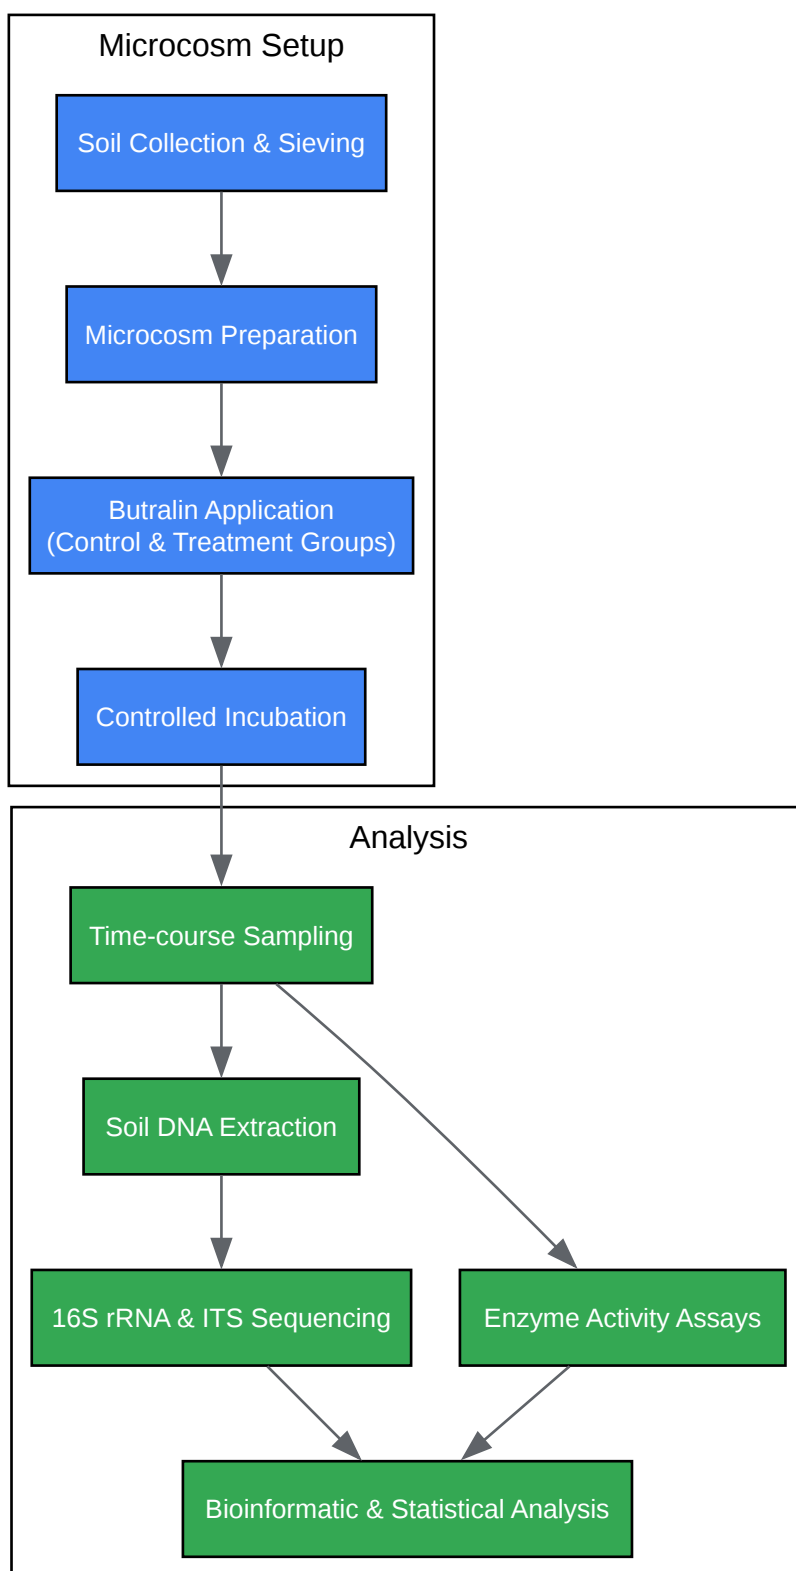 Microcosm Setup
Soil Collection & Sieving
Microcosm Preparation
Butralin Application
(Control & Treatment Groups)
Controlled Incubation
Analysis
Time-course Sampling
Soil DNA Extraction
16S rRNA & ITS Sequencing
Enzyme Activity Assays
Bioinformatic & Statistical Analysis